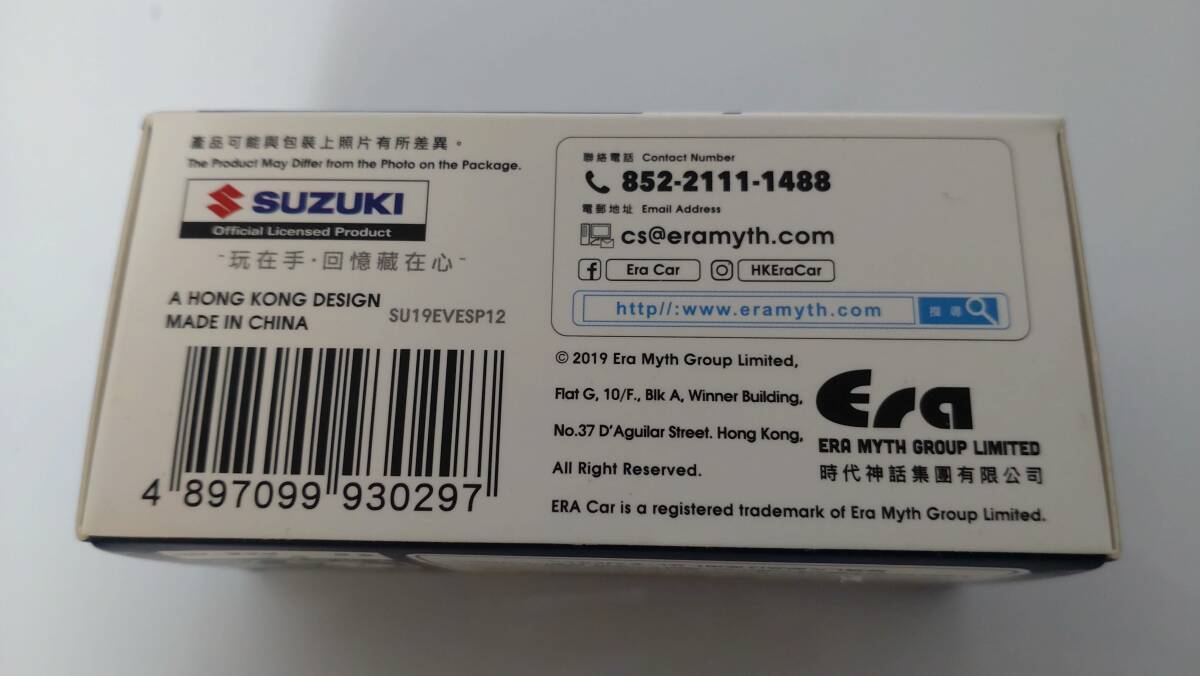 產品可能與包裝上照片有所差異。
The Product May Differ from the Photo on the Package.
SUZUKI
Official Licensed Product
-玩在手·回憶藏在心-
A HONG KONG DESIGN
MADE IN CHINA
SU19EVESP12
4 897099 930297
聯絡電話 Contact Number
852-2111-1488
電郵地址 Email Address
cs@eramyth.com
f Era Car HKEraCar
http//:www.eramyth.com 搜尋
© 2019 Era Myth Group Limited,
Flat G, 10/F., Blk A, Winner Building,
No.37 D'Aguilar Street. Hong Kong,
All Right Reserved.
Era
ERA MYTH GROUP LIMITED
時代神話集團有限公司
ERA Car is a registered trademark of Era Myth Group Limited.